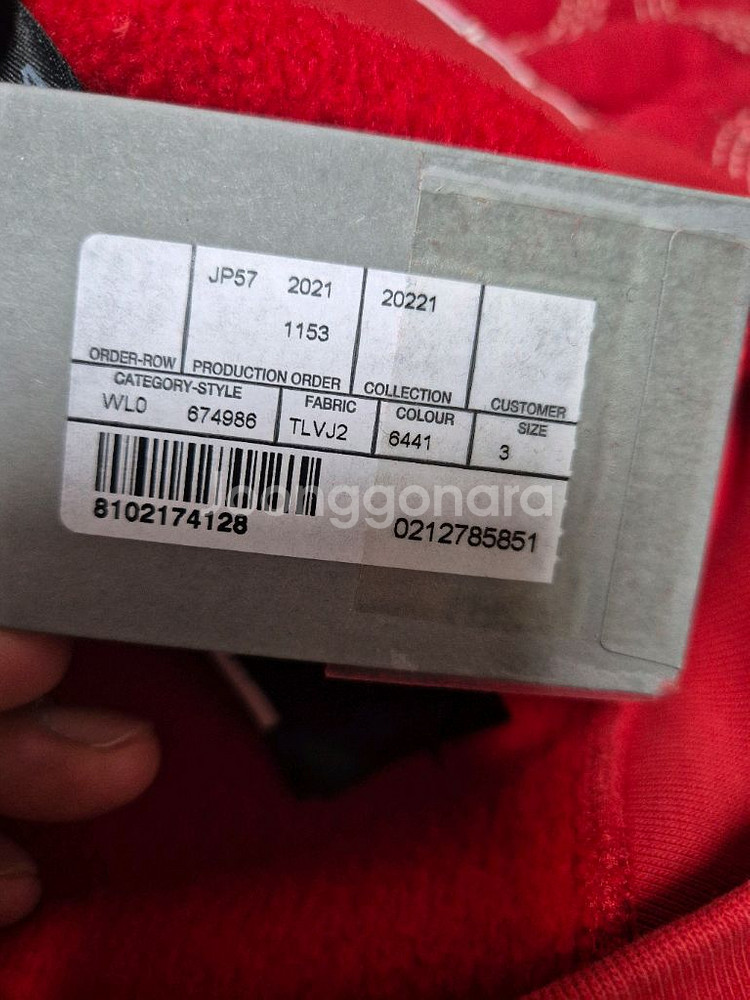 JP57 2021 20221
1153
ORDER-ROW PRODUCTION ORDER COLLECTION CUSTOMER
CATEGORY-STYLE FABRIC COLOUR SIZE
WL0 674986 TLVJ2 6441 3
Joonggonara
8102174128 0212785851